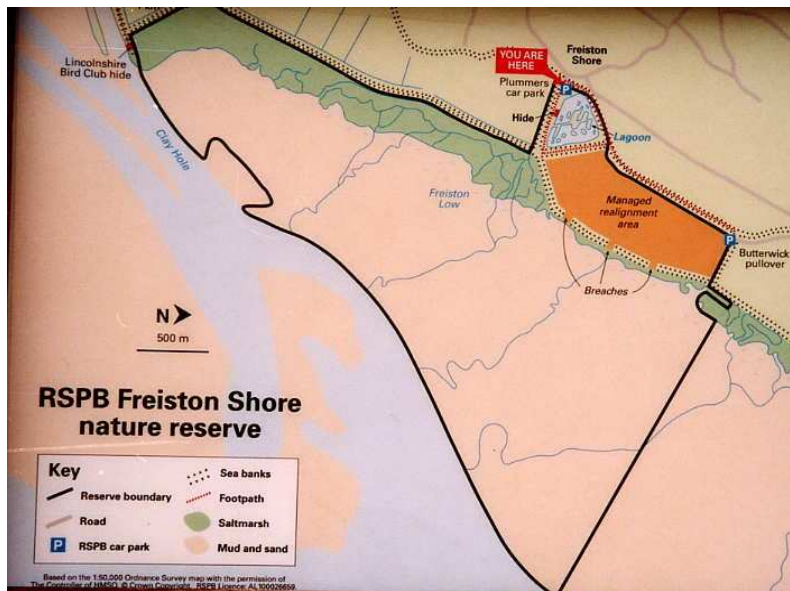 Lincolnshire
Bird Club hide
YOU ARE
HERE
Freiston
Shore
Plummers
car park
P
Hide
Lagoon
Clay Hole
Freiston
Low
Managed
realignment
area
P
Butterwick
pullover
Breaches
N
500 m
RSPB Freiston Shore
nature reserve
Key
Reserve boundary
Road
P RSPB car park
Sea banks
Footpath
Saltmarsh
Mud and sand
Based on the 1:50,000 Ordnance Survey map with the permission of
The Controller of HMSO. © Crown Copyright. RSPB Licence: AL100026659